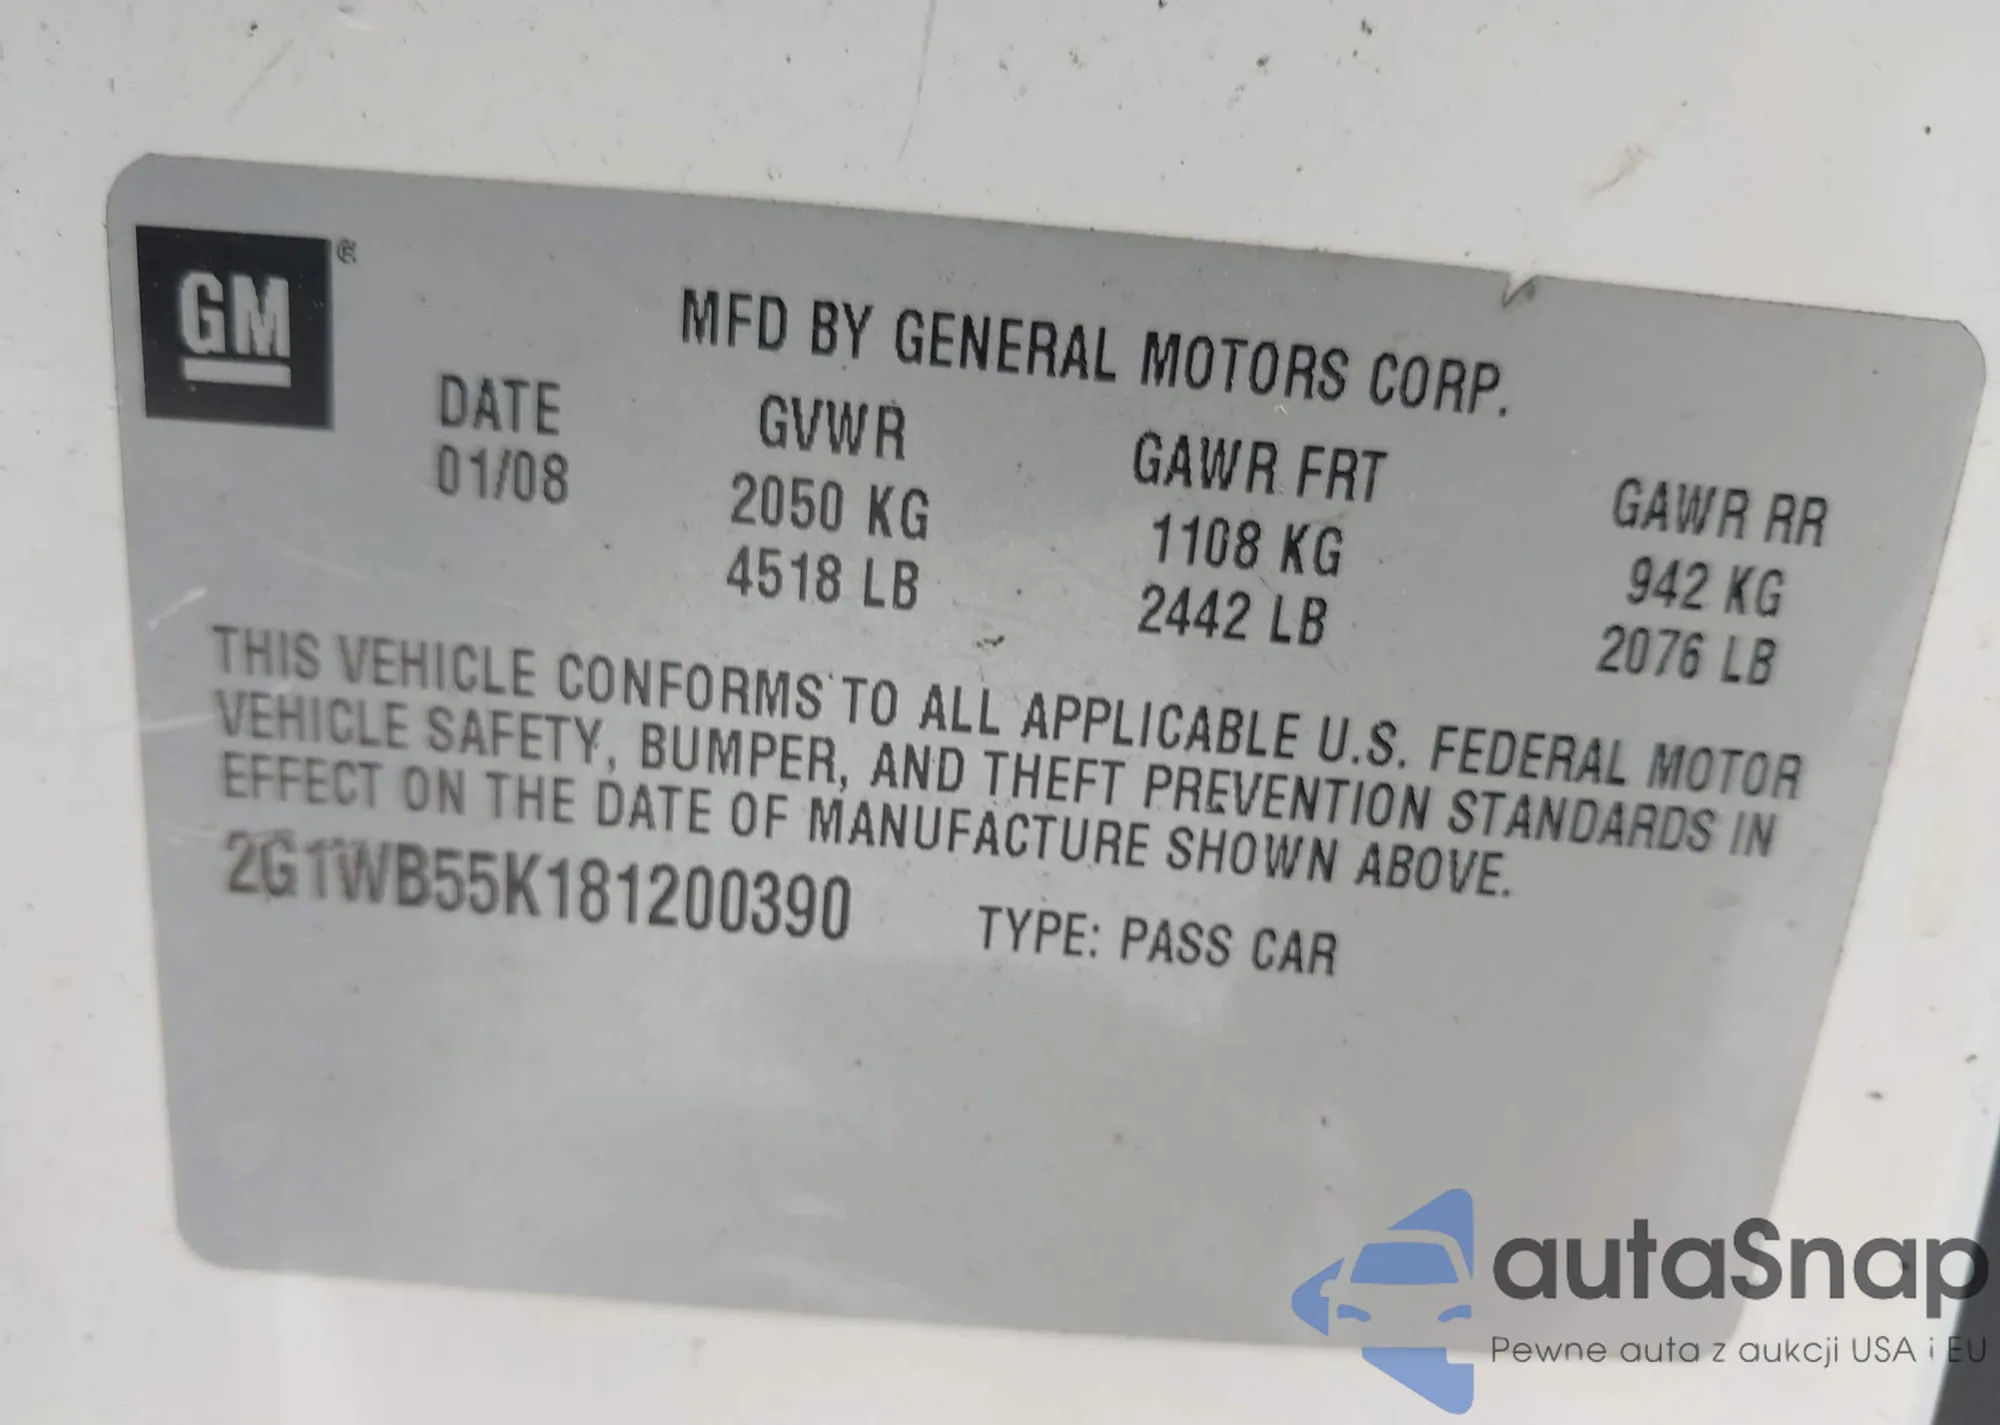 GM ®
MFD BY GENERAL MOTORS CORP.
DATE GVWR GAWR FRT GAWR RR
01/08 2050 KG 1108 KG 942 KG
4518 LB 2442 LB 2076 LB
THIS VEHICLE CONFORMS TO ALL APPLICABLE U.S. FEDERAL MOTOR
VEHICLE SAFETY, BUMPER, AND THEFT PREVENTION STANDARDS IN
EFFECT ON THE DATE OF MANUFACTURE SHOWN ABOVE.
2G1WB55K181200390 TYPE: PASS CAR
autaSnap
Pewne auta z aukcji USA i EU